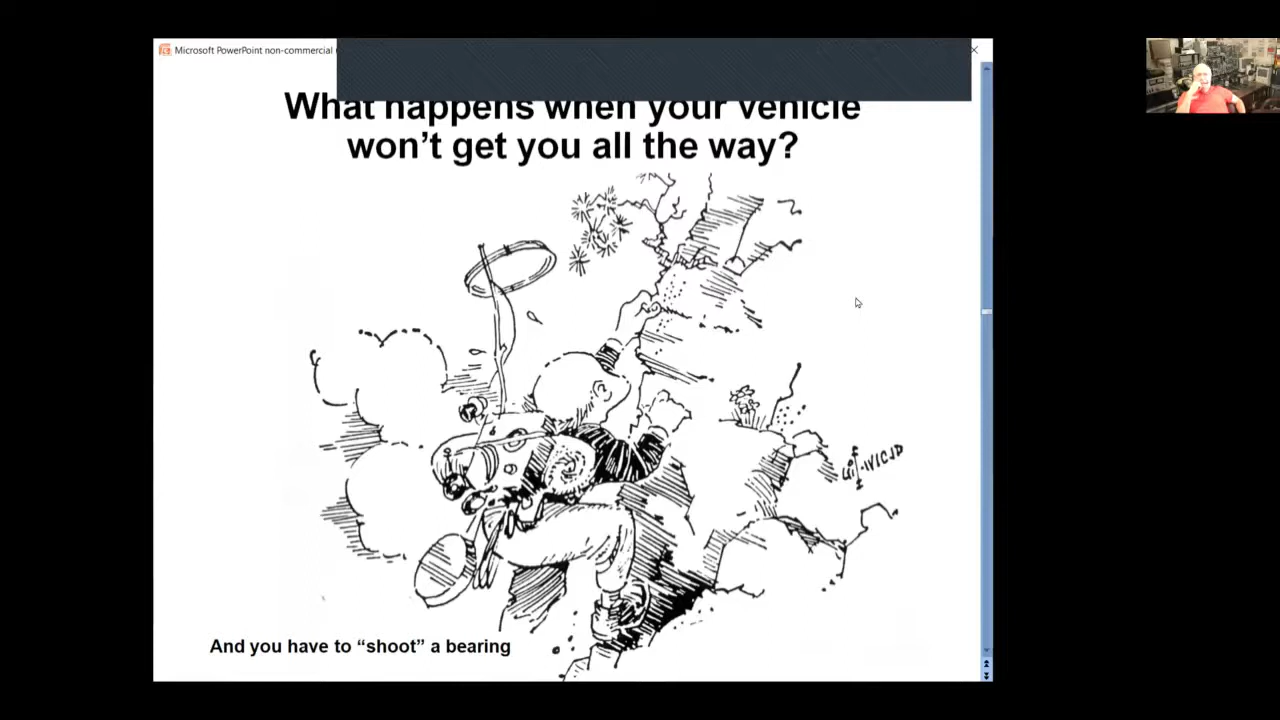 Microsoft PowerPoint non-commercial
What happens when your vehicle
won’t get you all the way?
And you have to “shoot” a bearing